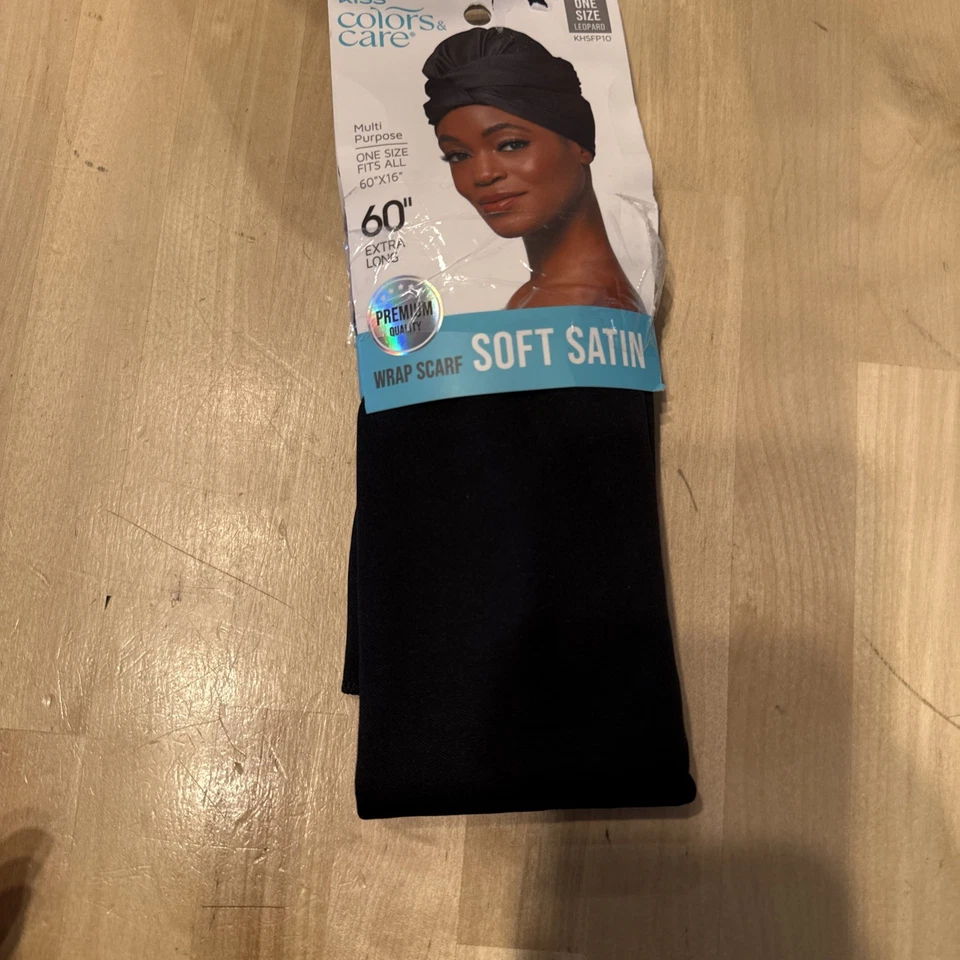 KISS
colors &
care®
ONE
SIZE
LEOPARD
KHSFP10
Multi
Purpose
ONE SIZE
FITS ALL
60"X16"
60"
EXTRA
LONG
PREMIUM
QUALITY
WRAP SCARF SOFT SATIN